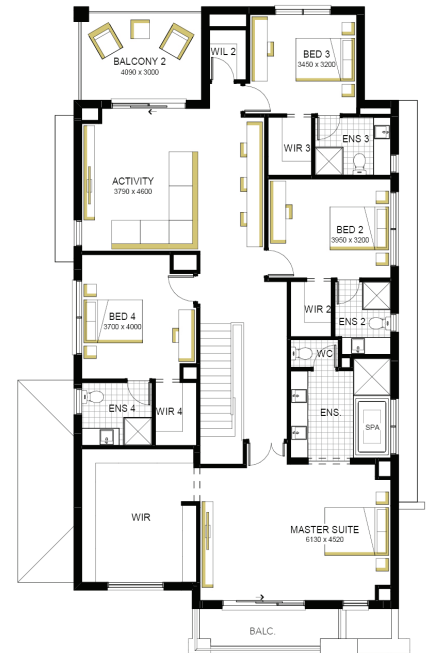 BALCONY 2
4090 x 3000
WIL 2
BED 3
3450 x 3200
WIR 3
ENS 3
ACTIVITY
3790 x 4600
BED 2
3950 x 3200
BED 4
3700 x 4000
WIR 2
ENS 2
WC
ENS 4
WIR 4
ENS.
SPA
WIR
MASTER SUITE
6130 x 4520
BALC.